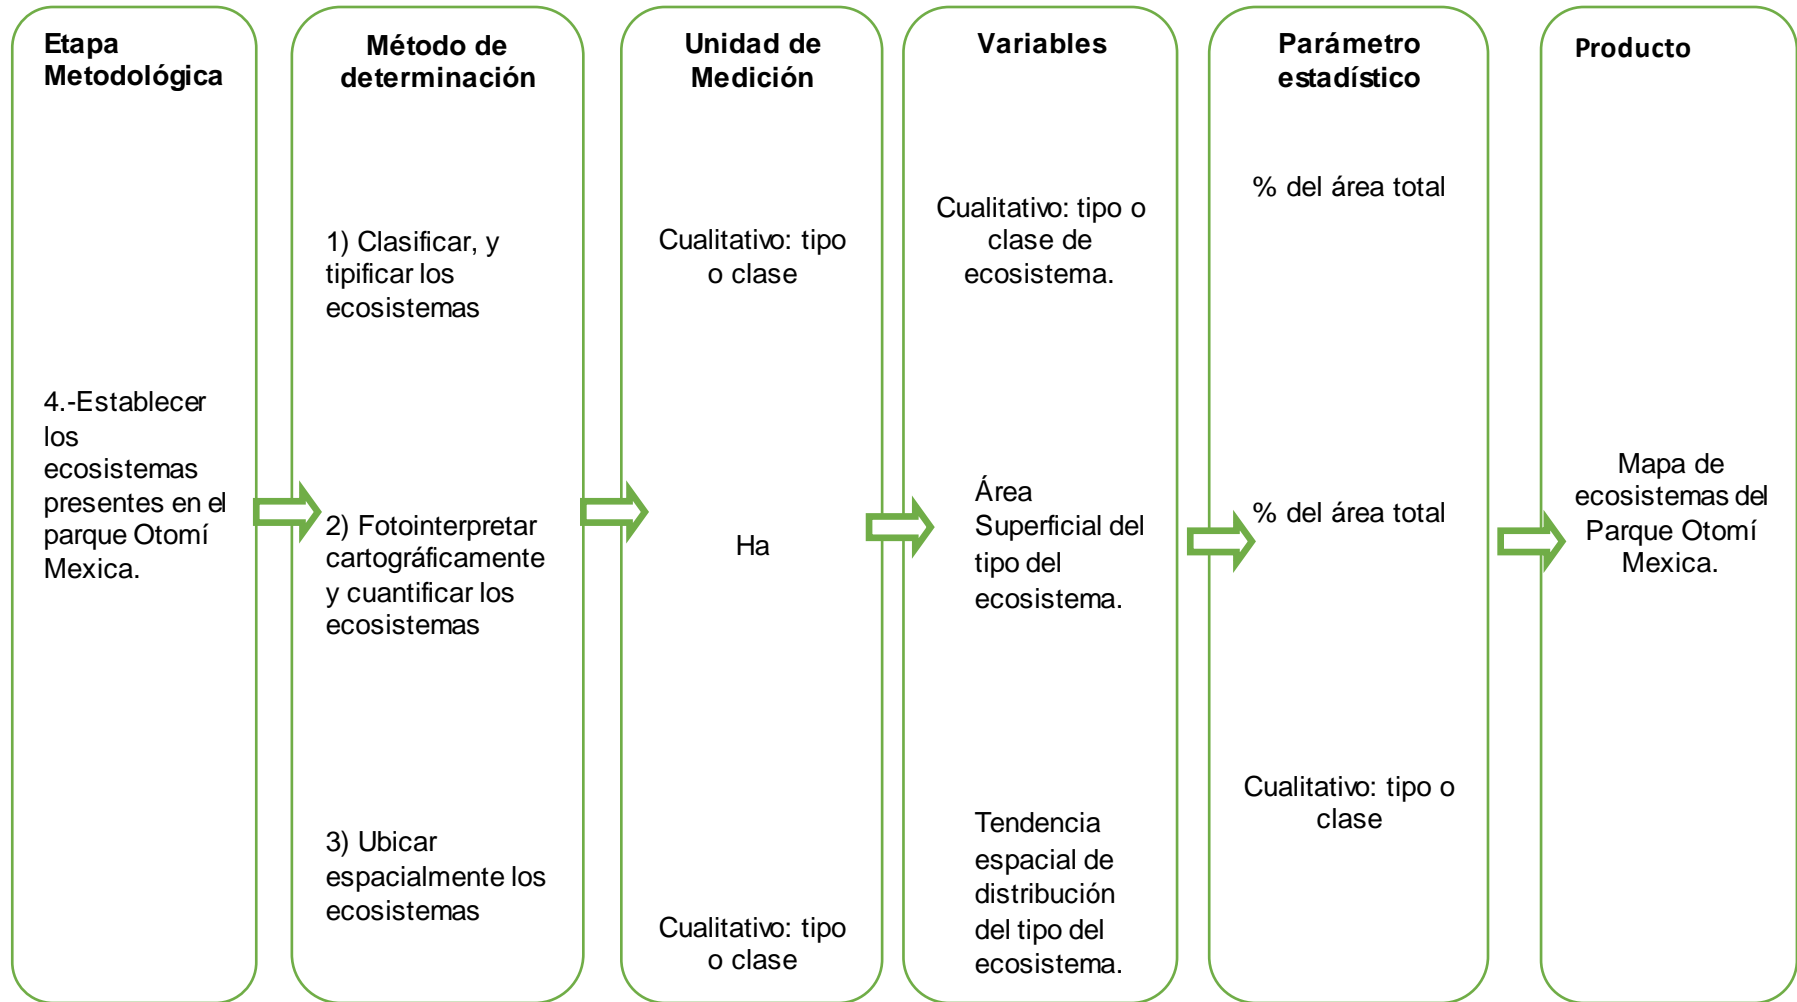 Etapa
Metodológica
4.-Establecer
los
ecosistemas
presentes en el
parque Otomí
Mexica.
Método de
determinación
1) Clasificar, y
tipificar los
ecosistemas
2) Fotointerpretar
cartográficamente
y cuantificar los
ecosistemas
3) Ubicar
espacialmente los
ecosistemas
Unidad de
Medición
Cualitativo: tipo
o clase
Ha
Cualitativo: tipo
o clase
Variables
Cualitativo: tipo o
clase de
ecosistema.
Área
Superficial del
tipo del
ecosistema.
Tendencia
espacial de
distribución
del tipo del
ecosistema.
Parámetro
estadístico
% del área total
% del área total
Cualitativo: tipo o
clase
Producto
Mapa de
ecosistemas del
Parque Otomí
Mexica.